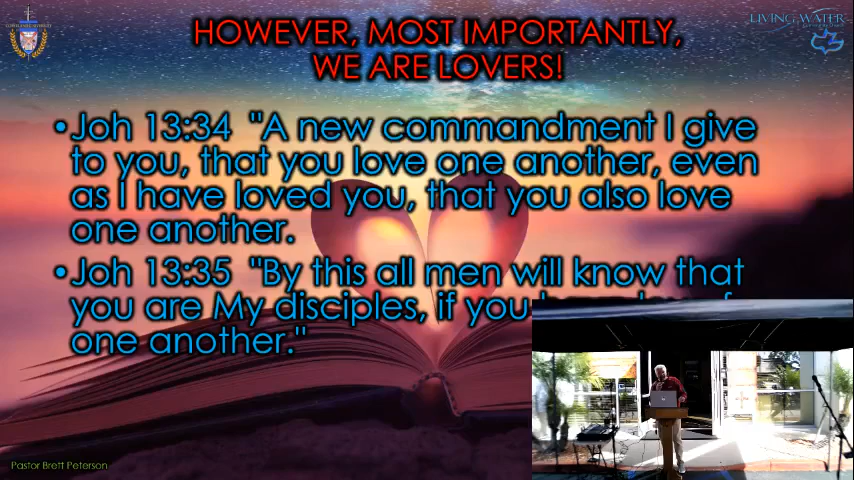 HOWEVER, MOST IMPORTANTLY,
WE ARE LOVERS!
LIVING WATER
•Joh 13:34 "A new commandment I give
to you, that you love one another, even
as I have loved you, that you also love
one another.
•Joh 13:35 "By this all men will know that
you are My disciples, if you
one another."
Pastor Brett Peterson